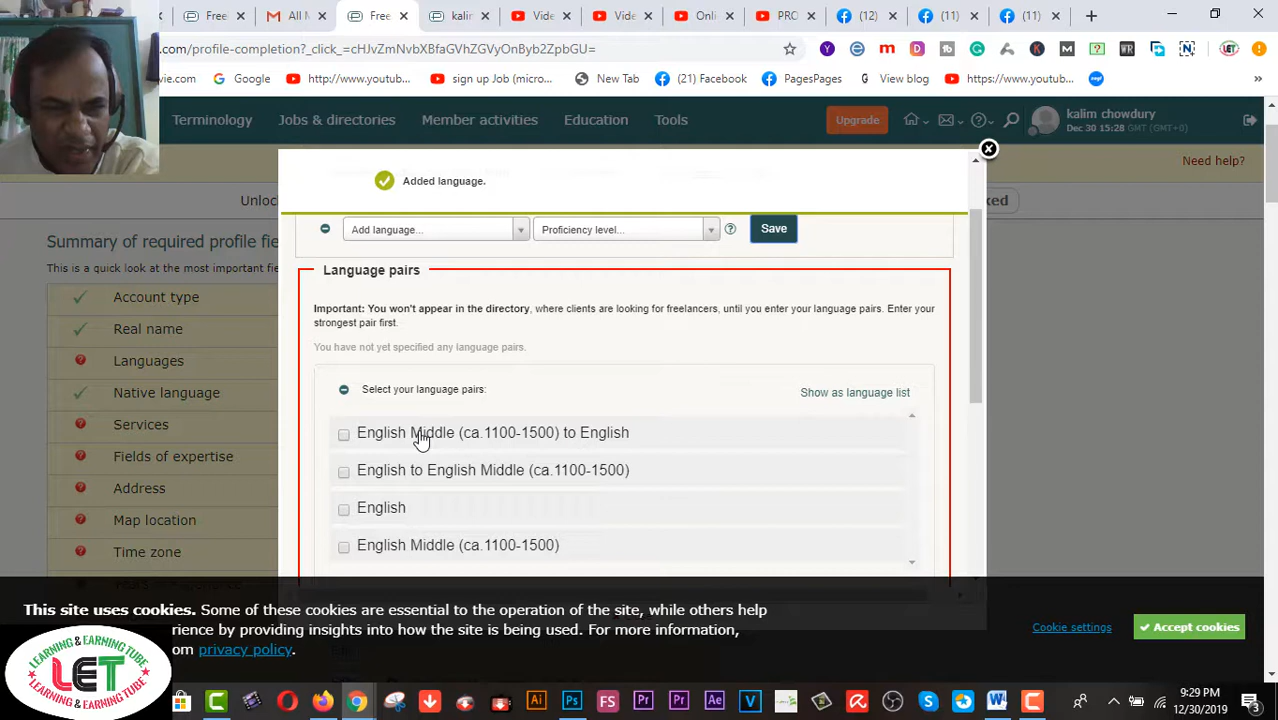 Free
All M
Free
kalir
Vide
Vide
Onli
PRO
(12)
(11)
(11)
.com/profile-completion?_click_=cHJvZmNvbXBfaGVhZGVyOnByb2ZpbGU=
vie.com
Google
http://www.youtub...
sign up Job (micro...
New Tab
(21) Facebook
PagesPages
View blog
https://www.youtub...
Terminology
Jobs & directories
Member activities
Education
Tools
Upgrade
kalim chowdury
Dec 30 15:28 GMT (GMT+0)
Need help?
Unloc
ked
Added language.
Add language...
Proficiency level...
Save
Summary of required profile fie
This is a quick look at the most important fie
Account type
Real name
Languages
Native language
Services
Fields of expertise
Address
Map location
Time zone
Language pairs
Important: You won't appear in the directory, where clients are looking for freelancers, until you enter your language pairs. Enter your
strongest pair first.
You have not yet specified any language pairs.
Select your language pairs:
Show as language list
English Middle (ca.1100-1500) to English
English to English Middle (ca.1100-1500)
English
English Middle (ca.1100-1500)
This site uses cookies. Some of these cookies are essential to the operation of the site, while others help
rience by providing insights into how the site is being used. For more information,
om privacy policy.
Cookie settings
Accept cookies
LEARNING & EARNING TUBE
LET
LEARNING & EARNING TUBE
9:29 PM
12/30/2019